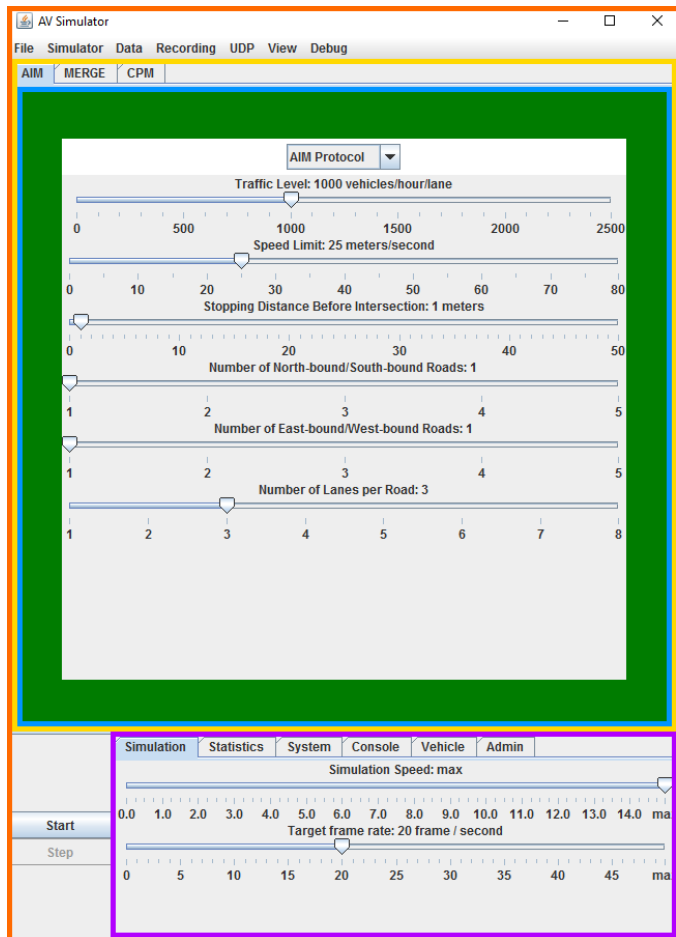 AV Simulator
File Simulator Data Recording UDP View Debug
AIM MERGE CPM
AIM Protocol
Traffic Level: 1000 vehicles/hour/lane
0 500 1000 1500 2000 2500
Speed Limit: 25 meters/second
0 10 20 30 40 50 60 70 80
Stopping Distance Before Intersection: 1 meters
0 10 20 30 40 50
Number of North-bound/South-bound Roads: 1
1 2 3 4 5
Number of East-bound/West-bound Roads: 1
1 2 3 4 5
Number of Lanes per Road: 3
1 2 3 4 5 6 7 8
Simulation Statistics System Console Vehicle Admin
Simulation Speed: max
0.0 1.0 2.0 3.0 4.0 5.0 6.0 7.0 8.0 9.0 10.0 11.0 12.0 13.0 14.0 ma
Start
Target frame rate: 20 frame / second
Step
0 5 10 15 20 25 30 35 40 45 ma